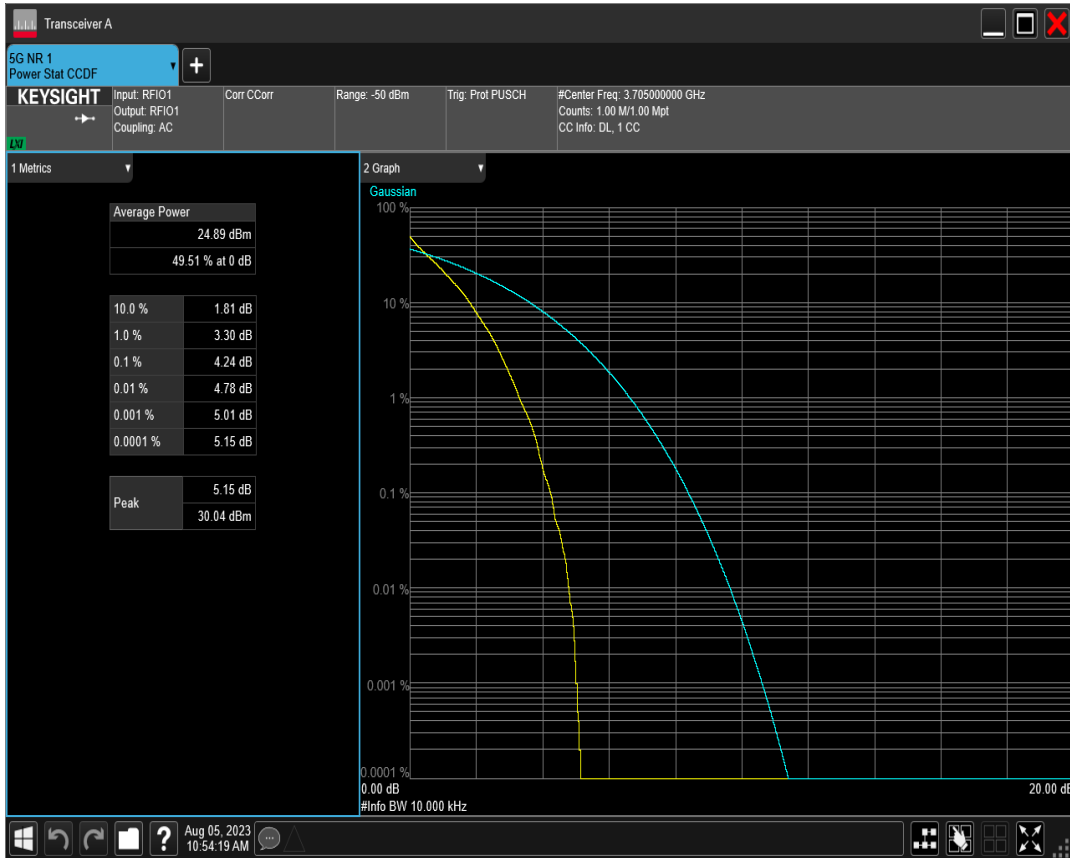 Transceiver A
5G NR 1
Power Stat CCDF
+
KEYSIGHT
LXI
Input: RFIO1
Output: RFIO1
Coupling: AC
Corr CCorr
Range: -50 dBm
Trig: Prot PUSCH
#Center Freq: 3.705000000 GHz
Counts: 1.00 M/1.00 Mpt
CC Info: DL, 1 CC
1 Metrics
Average Power
24.89 dBm
49.51 % at 0 dB
10.0 % 1.81 dB
1.0 % 3.30 dB
0.1 % 4.24 dB
0.01 % 4.78 dB
0.001 % 5.01 dB
0.0001 % 5.15 dB
Peak
5.15 dB
30.04 dBm
2 Graph
Gaussian
100 %
10 %
1 %
0.1 %
0.01 %
0.001 %
0.0001 %
0.00 dB 20.00 dB
#Info BW 10.000 kHz
?
Aug 05, 2023
10:54:19 AM